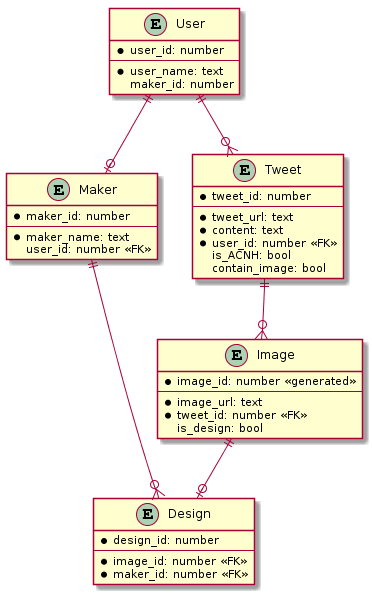 E User
user_id: number
user_name: text
maker_id: number
E Maker
maker_id: number
maker_name: text
user_id: number «FK»
E Tweet
tweet_id: number
tweet_url: text
content: text
user_id: number «FK»
is_ACNH: bool
contain_image: bool
E Image
image_id: number «generated»
image_url: text
tweet_id: number «FK»
is_design: bool
E Design
design_id: number
image_id: number «FK»
maker_id: number «FK»